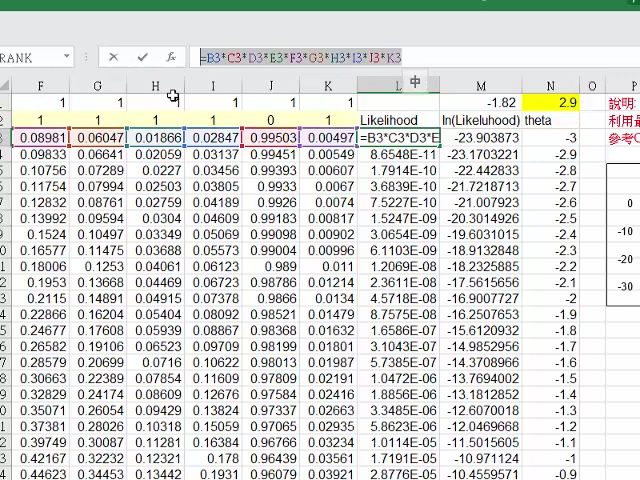 RANK =B3*C3*D3*E3*F3*G3*H3*I3*J3*K3
F G H I J K L M N O P
中
1 1 1 1 1 1 -1.82 2.9 說明:
1 1 1 1 0 1 Likelihood ln(Likeluhood) theta
0.08981 0.06047 0.01866 0.02847 0.99503 0.00497 =B3*C3*D3*E -23.903873 -3
0.09833 0.06641 0.02059 0.03137 0.99451 0.00549 8.6548E-11 -23.1703221 -2.9
0.10756 0.07289 0.0227 0.03456 0.99393 0.00607 1.7914E-10 -22.442833 -2.8
0.11754 0.07994 0.02503 0.03805 0.9933 0.0067 3.6839E-10 -21.7218713 -2.7
0.12832 0.08761 0.02759 0.04189 0.9926 0.0074 7.5227E-10 -21.007923 -2.6
0.13992 0.09594 0.0304 0.04609 0.99183 0.00817 1.5247E-09 -20.3014926 -2.5
0.1524 0.10497 0.03349 0.05069 0.99098 0.00902 3.0654E-09 -19.6031015 -2.4
0.16577 0.11475 0.03688 0.05573 0.99004 0.00996 6.1103E-09 -18.9132848 -2.3
0.18006 0.1253 0.04061 0.06123 0.989 0.011 1.2069E-08 -18.2325885 -2.2
0.1953 0.13668 0.04469 0.06723 0.98786 0.01214 2.3611E-08 -17.5615656 -2.1
0.2115 0.14891 0.04915 0.07378 0.9866 0.0134 4.5718E-08 -16.9007727 -2
0.22866 0.16204 0.05404 0.08092 0.98521 0.01479 8.7575E-08 -16.2507653 -1.9
0.24677 0.17608 0.05939 0.08867 0.98368 0.01632 1.6586E-07 -15.6120932 -1.8
0.26582 0.19106 0.06523 0.09709 0.98199 0.01801 3.1043E-07 -14.9852956 -1.7
0.28579 0.20699 0.0716 0.10622 0.98013 0.01987 5.7385E-07 -14.3708966 -1.6
0.30663 0.22389 0.07854 0.11609 0.97809 0.02191 1.0472E-06 -13.7694002 -1.5
0.32829 0.24174 0.08609 0.12676 0.97584 0.02416 1.8856E-06 -13.1812852 -1.4
0.35071 0.26054 0.09429 0.13824 0.97337 0.02663 3.3485E-06 -12.6070018 -1.3
0.37381 0.28026 0.10318 0.15059 0.97065 0.02935 5.8623E-06 -12.0469668 -1.2
0.39749 0.30087 0.11281 0.16384 0.96766 0.03234 1.0114E-05 -11.5015605 -1.1
0.42167 0.32232 0.12321 0.178 0.96439 0.03561 1.7191E-05 -10.971124 -1
0.44623 0.34453 0.13442 0.1931 0.96079 0.03921 2.8776E-05 -10.4559571 -0.9
利用最
參考C
0
-10
-20
-30